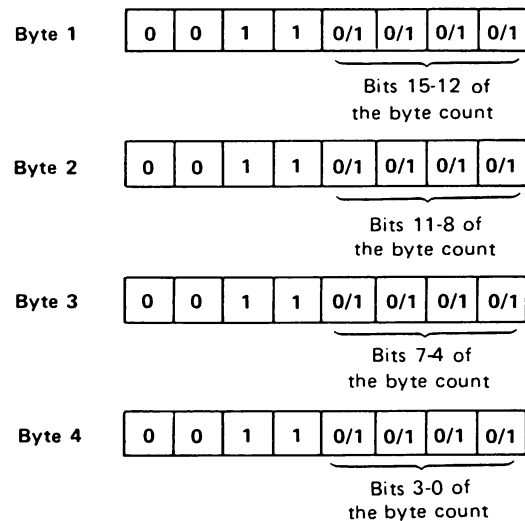 Byte 1 0 0 1 1 0/1 0/1 0/1 0/1
Bits 15-12 of
the byte count
Byte 2 0 0 1 1 0/1 0/1 0/1 0/1
Bits 11-8 of
the byte count
Byte 3 0 0 1 1 0/1 0/1 0/1 0/1
Bits 7-4 of
the byte count
Byte 4 0 0 1 1 0/1 0/1 0/1 0/1
Bits 3-0 of
the byte count